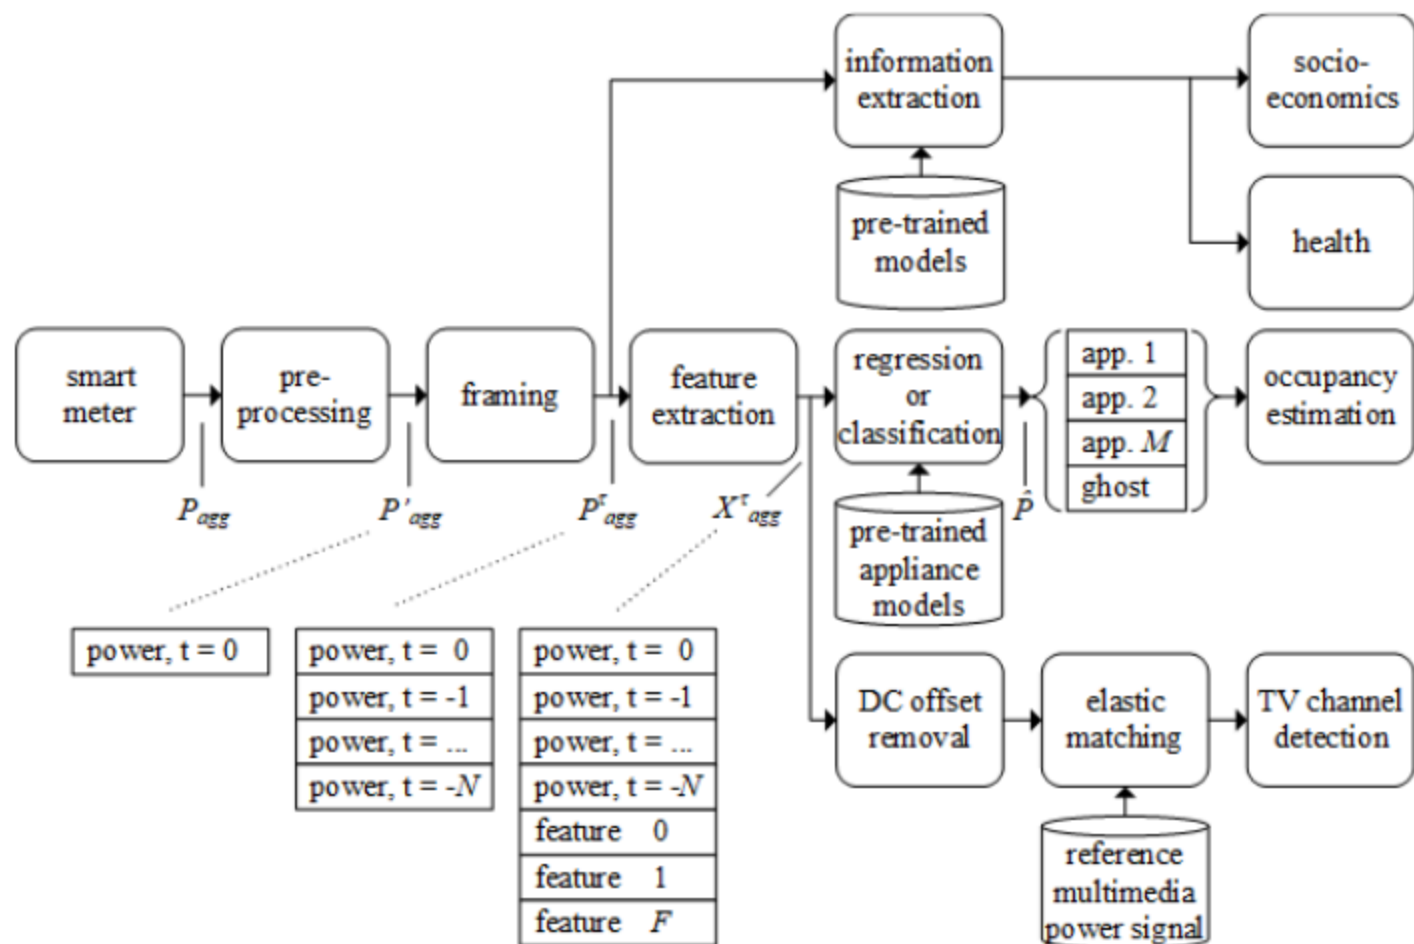 information
extraction
socio-
economics
pre-trained
models
health
smart
meter
pre-
processing
framing
feature
extraction
regression
or
classification
app. 1
app. 2
app. M
ghost
occupancy
estimation
P_agg
P'_agg
P^τ_agg
X^τ_agg
P̂
pre-trained
appliance
models
power, t = 0
power, t = 0
power, t = -1
power, t = ...
power, t = -N
power, t = 0
power, t = -1
power, t = ...
power, t = -N
feature 0
feature 1
feature F
DC offset
removal
elastic
matching
TV channel
detection
reference
multimedia
power signal